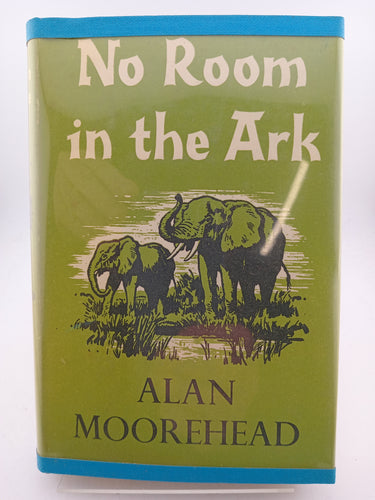 No Room
in the Ark
ALAN
MOOREHEAD